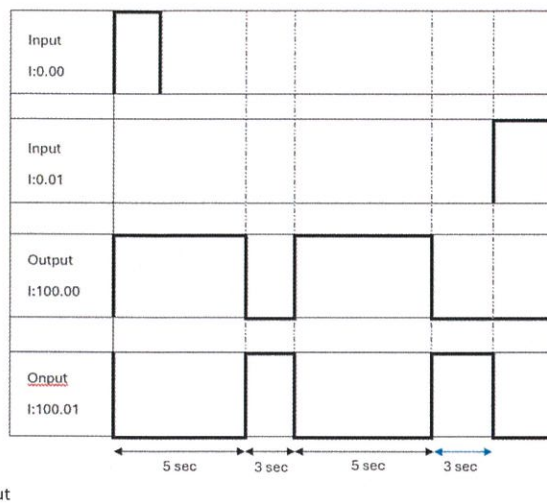 Input
I:0.00
Input
I:0.01
Output
I:100.00
Onput
I:100.01
5 sec
3 sec
5 sec
3 sec
ut